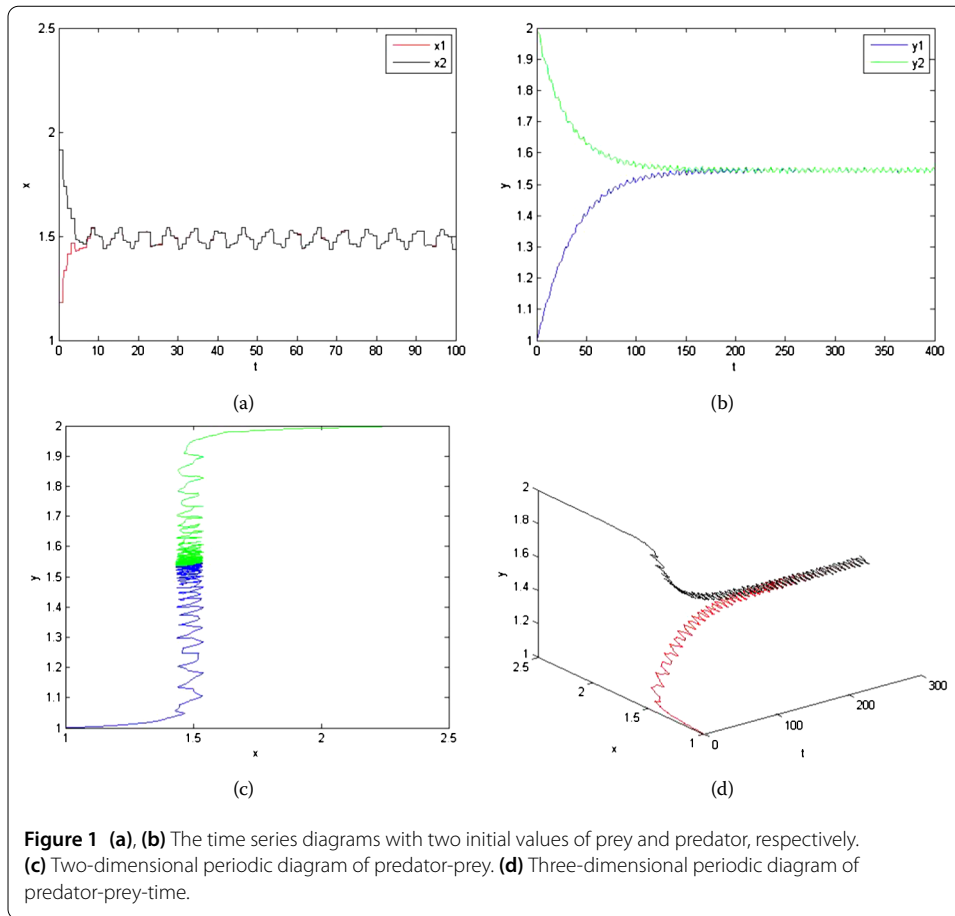 2.5
2
1.5
1
x
0 10 20 30 40 50 60 70 80 90 100
t
x1
x2
(a)
2
1.9
1.8
1.7
1.6
1.5
1.4
1.3
1.2
1.1
1
y
0 50 100 150 200 250 300 350 400
t
y1
y2
(b)
2
1.9
1.8
1.7
1.6
1.5
1.4
1.3
1.2
1.1
1
y
1 1.5 2 2.5
x
(c)
2
1.8
1.6
1.4
1.2
1
y
2.5
2
1.5
1
x
0
100
200
300
t
(d)
Figure 1 (a), (b) The time series diagrams with two initial values of prey and predator, respectively.
(c) Two-dimensional periodic diagram of predator-prey. (d) Three-dimensional periodic diagram of
predator-prey-time.